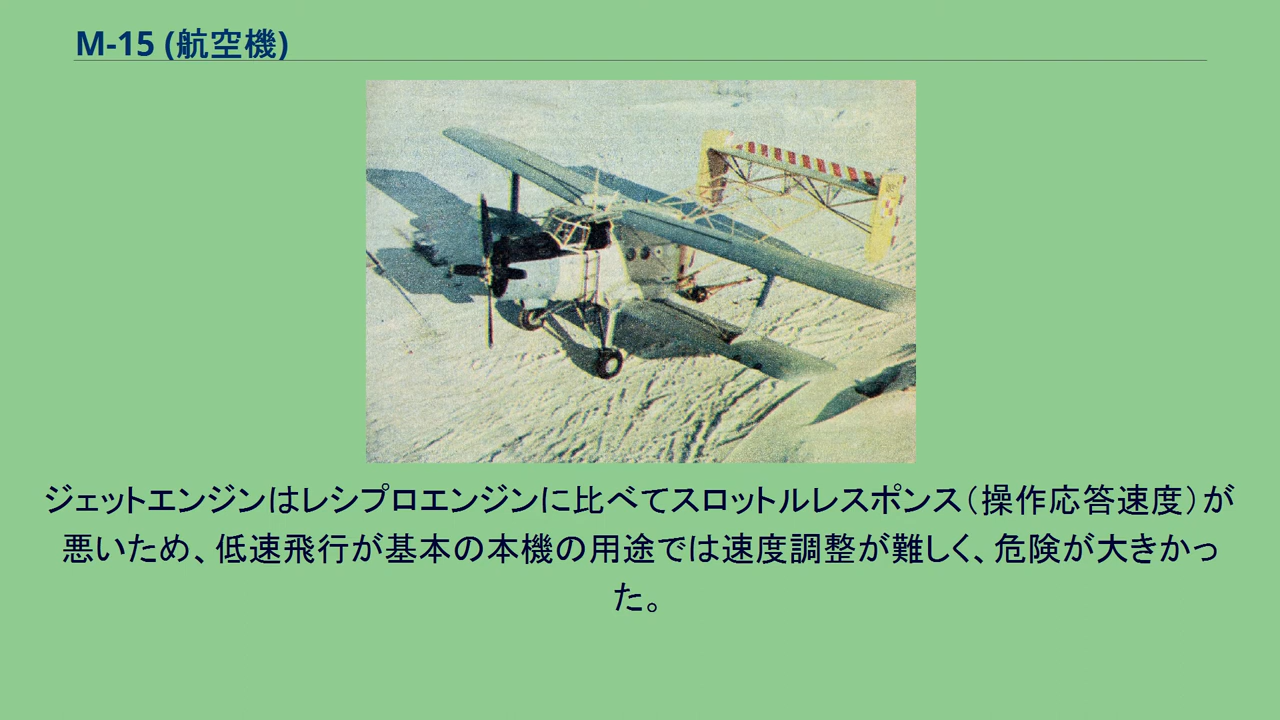 M-15 (航空機)
ジェットエンジンはレシプロエンジンに比べてスロットルレスポンス（操作応答速度）が
悪いため、低速飛行が基本の本機の用途では速度調整が難しく、危険が大きかっ
た。